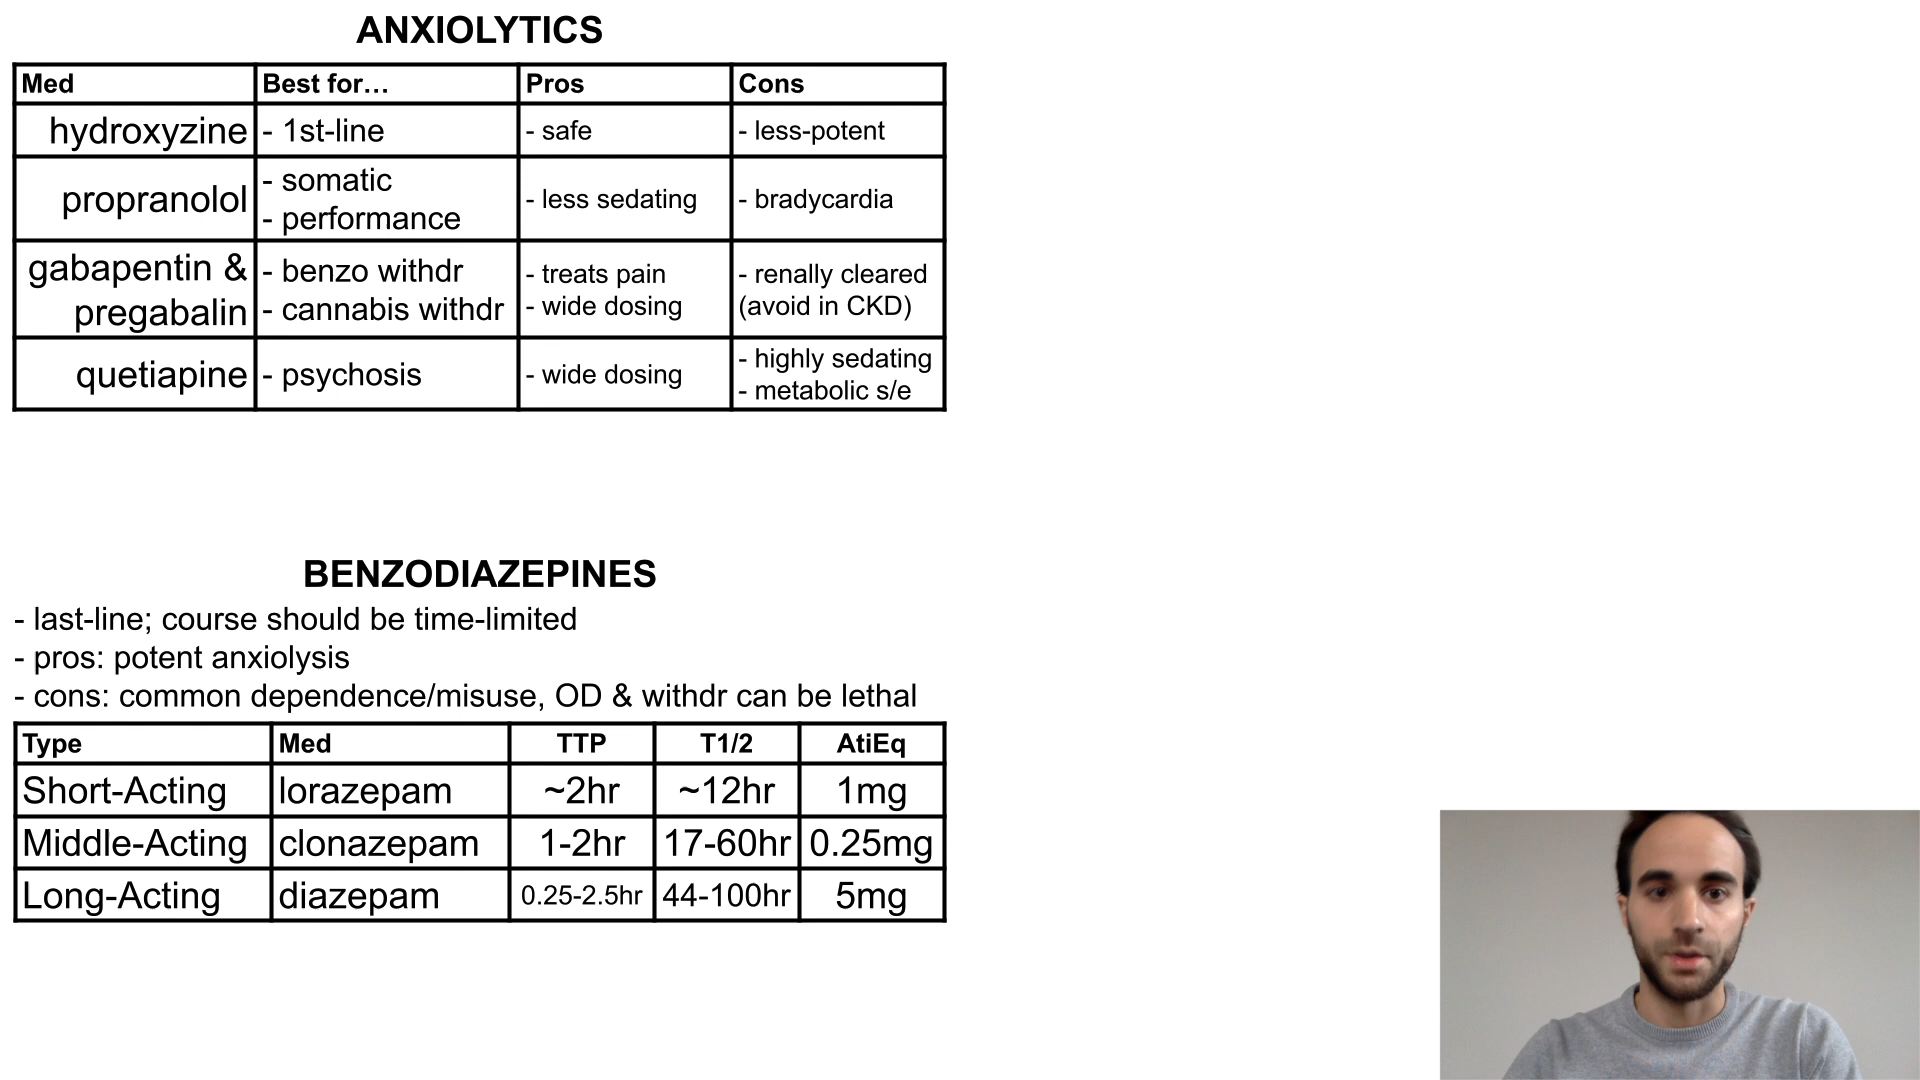 ANXIOLYTICS
Med Best for… Pros Cons
hydroxyzine - 1st-line - safe - less-potent
propranolol - somatic - less sedating - bradycardia
- performance
gabapentin & - benzo withdr - treats pain - renally cleared
pregabalin - cannabis withdr - wide dosing (avoid in CKD)
quetiapine - psychosis - wide dosing - highly sedating
- metabolic s/e
BENZODIAZEPINES
- last-line; course should be time-limited
- pros: potent anxiolysis
- cons: common dependence/misuse, OD & withdr can be lethal
Type Med TTP T1/2 AtiEq
Short-Acting lorazepam ~2hr ~12hr 1mg
Middle-Acting clonazepam 1-2hr 17-60hr 0.25mg
Long-Acting diazepam 0.25-2.5hr 44-100hr 5mg